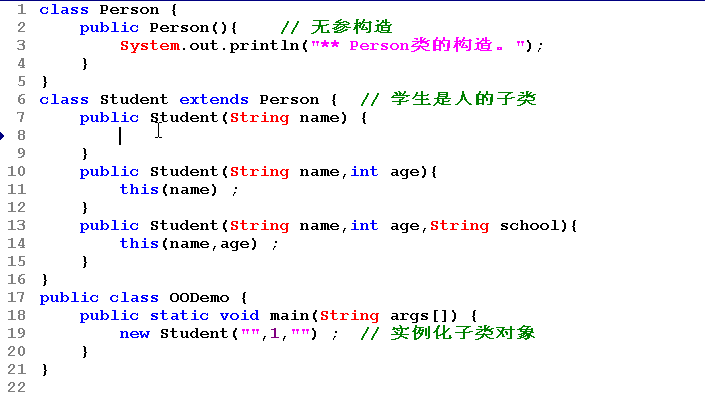 1 class Person {
2     public Person(){    // 无参构造
3         System.out.println("** Person类的构造。");
4     }
5 }
6 class Student extends Person {  // 学生是人的子类
7     public Student(String name) {
8
9     }
10     public Student(String name,int age){
11         this(name) ;
12     }
13     public Student(String name,int age,String school){
14         this(name,age) ;
15     }
16 }
17 public class OODemo {
18     public static void main(String args[]) {
19         new Student("",1,"") ;  // 实例化子类对象
20     }
21 }
22